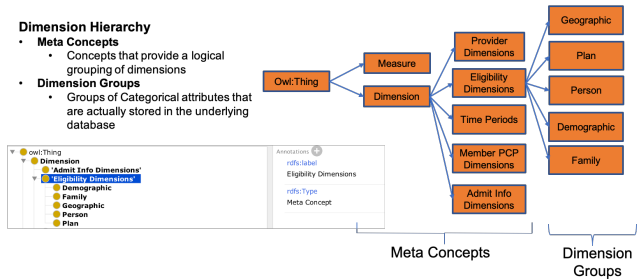 Dimension Hierarchy
• Meta Concepts
• Concepts that provide a logical
grouping of dimensions
• Dimension Groups
• Groups of Categorical attributes that
are actually stored in the underlying
database
owl:Thing
Dimension
'Admit Info Dimensions'
'Eligibility Dimensions'
Demographic
Family
Geographic
Person
Plan
Annotations
rdfs:label
Eligibility Dimensions
rdfs:Type
Meta Concept
Owl:Thing
Measure
Dimension
Provider
Dimensions
Eligibility
Dimensions
Time Periods
Member PCP
Dimensions
Admit Info
Dimensions
Geographic
Plan
Person
Demographic
Family
Meta Concepts
Dimension
Groups